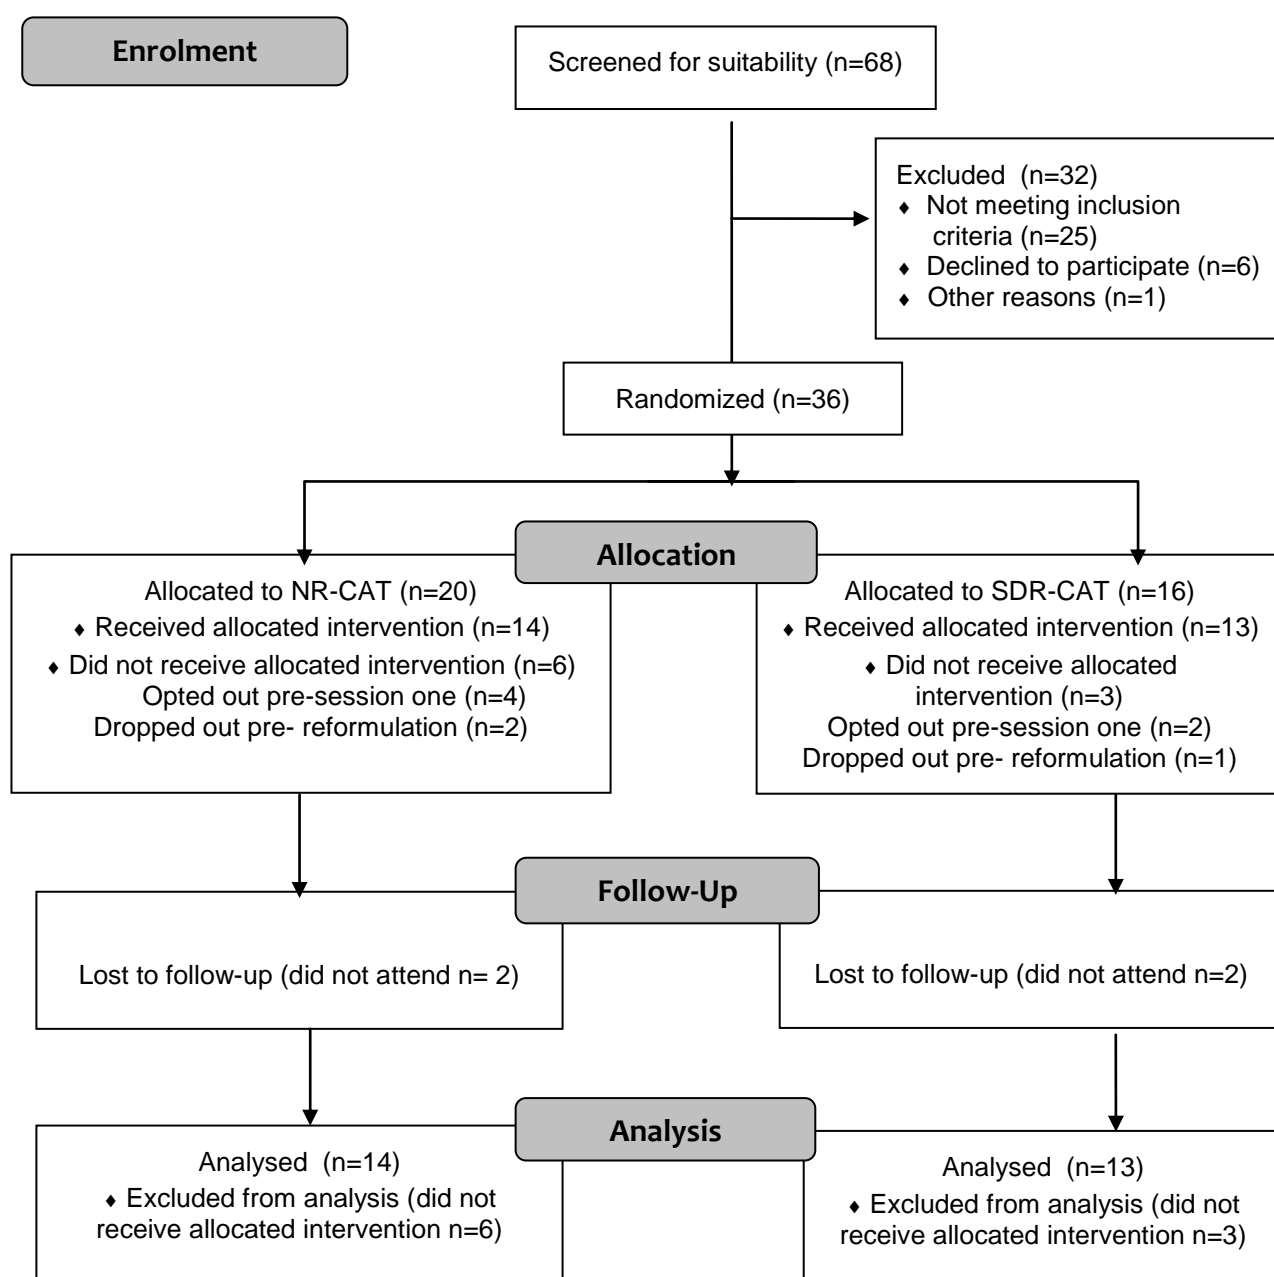 Enrolment
Screened for suitability (n=68)
Excluded (n=32)
♦ Not meeting inclusion
criteria (n=25)
♦ Declined to participate (n=6)
♦ Other reasons (n=1)
Randomized (n=36)
Allocation
Allocated to NR-CAT (n=20)
♦ Received allocated intervention (n=14)
♦ Did not receive allocated intervention (n=6)
Opted out pre-session one (n=4)
Dropped out pre- reformulation (n=2)
Allocated to SDR-CAT (n=16)
♦ Received allocated intervention (n=13)
♦ Did not receive allocated
intervention (n=3)
Opted out pre-session one (n=2)
Dropped out pre- reformulation (n=1)
Follow-Up
Lost to follow-up (did not attend n= 2)
Lost to follow-up (did not attend n=2)
Analysis
Analysed (n=14)
♦ Excluded from analysis (did not
receive allocated intervention n=6)
Analysed (n=13)
♦ Excluded from analysis (did not
receive allocated intervention n=3)